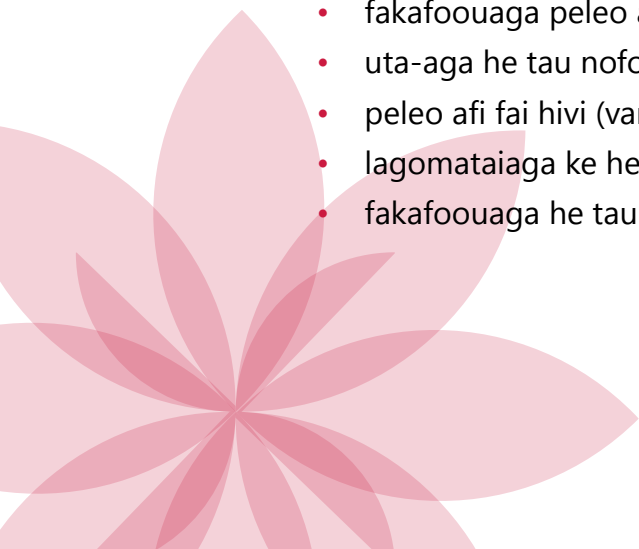 fakafoouaga peleo
uta-aga he tau
peleo afi fai hivi
lagomataiaga ke he
fakafoouaga he tau